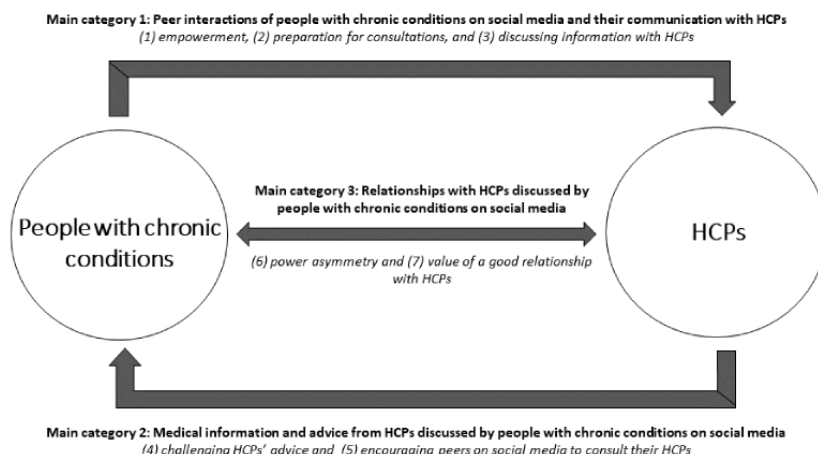 Main category 1: Peer interactions of people with chronic conditions on social media and their communication with HCPs
(1) empowerment, (2) preparation for consultations, and (3) discussing information with HCPs
Main category 3: Relationships with HCPs discussed by
people with chronic conditions on social media
People with chronic
conditions
HCPs
(6) power asymmetry and (7) value of a good relationship
with HCPs
Main category 2: Medical information and advice from HCPs discussed by people with chronic conditions on social media
(4) challenging HCPs' advice and (5) encouraging peers on social media to consult their HCPs